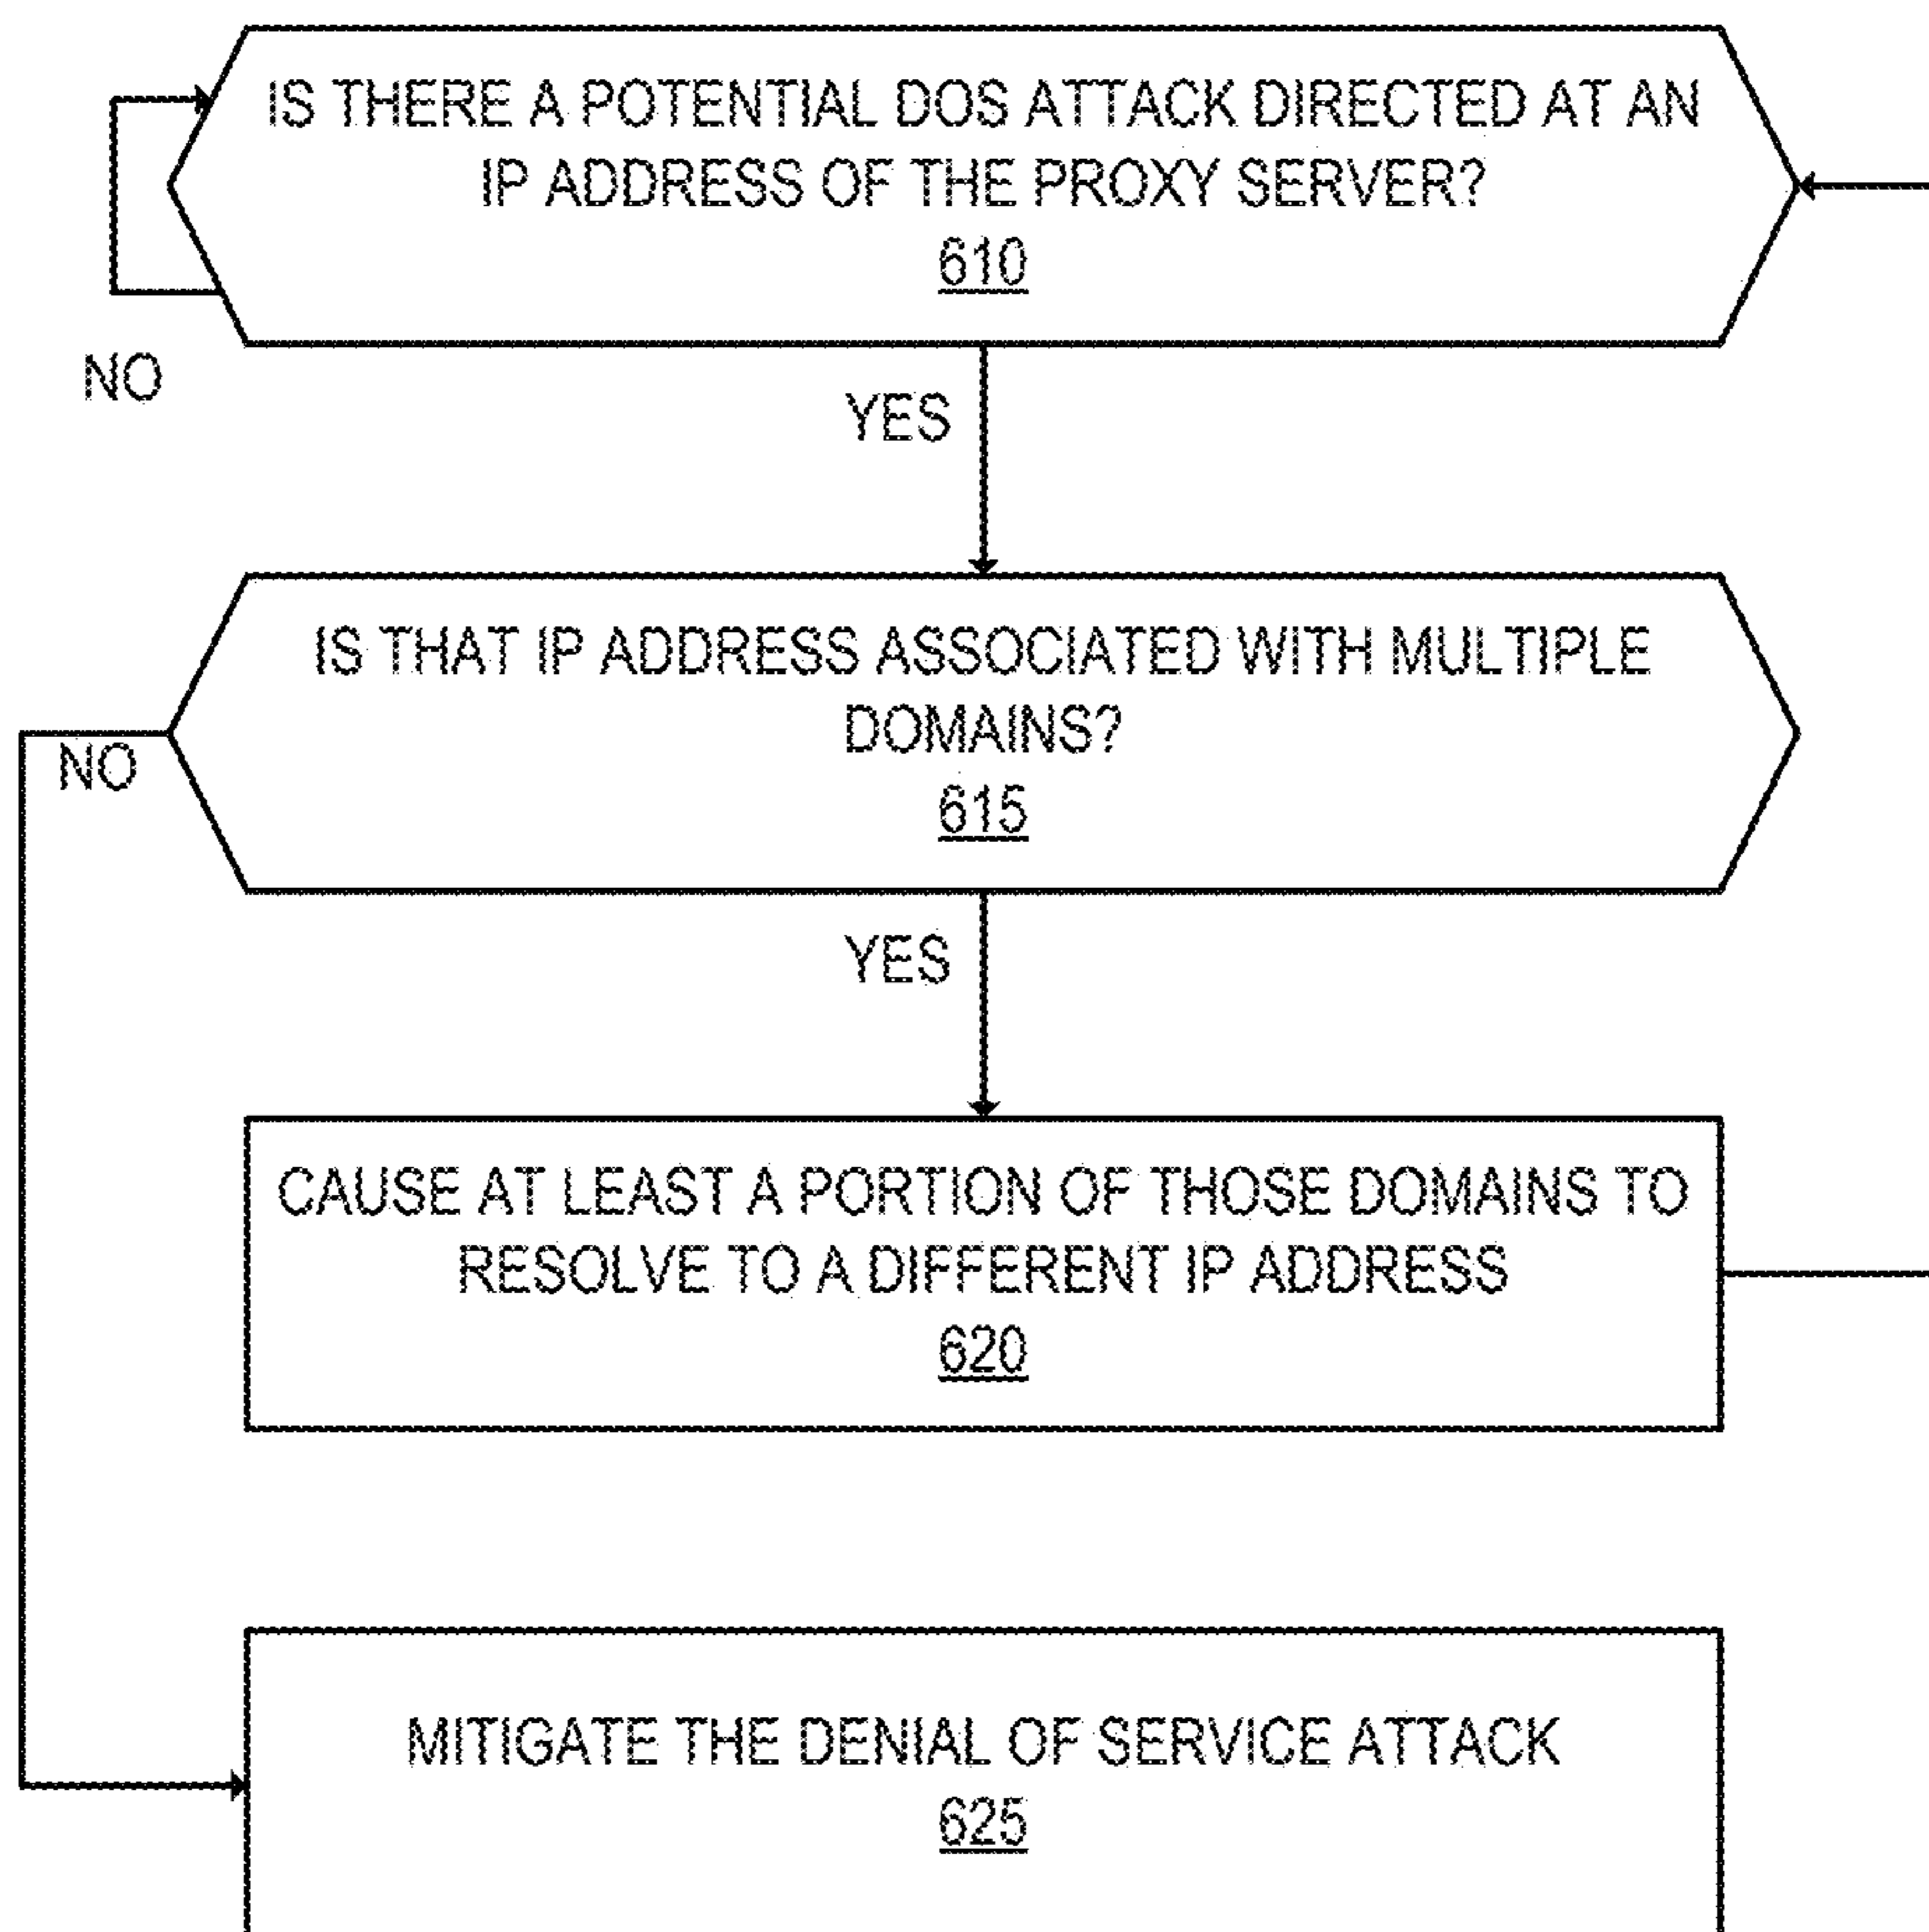 IS THERE A POTENTIAL DOS ATTACK DIRECTED AT AN
IP ADDRESS OF THE PROXY SERVER?
610
NO
YES
IS THAT IP ADDRESS ASSOCIATED WITH MULTIPLE
DOMAINS?
615
NO
YES
CAUSE AT LEAST A PORTION OF THOSE DOMAINS TO
RESOLVE TO A DIFFERENT IP ADDRESS
620
MITIGATE THE DENIAL OF SERVICE ATTACK
625